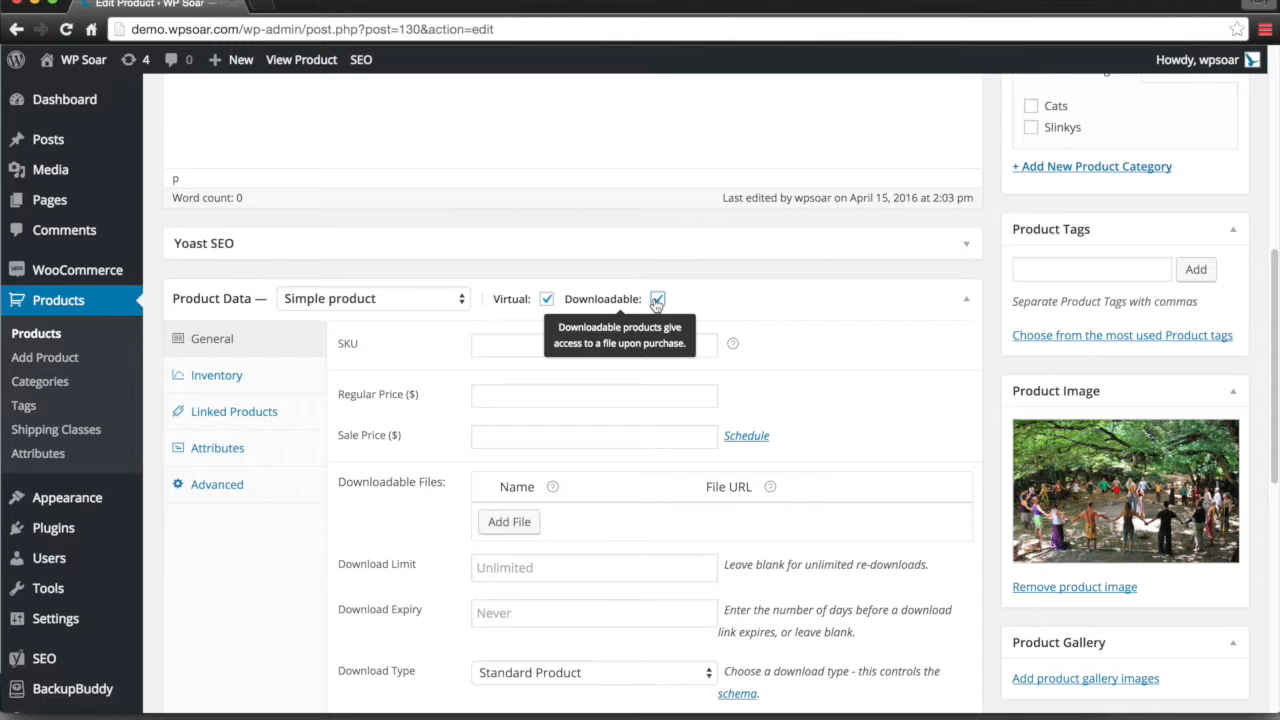 Edit Product ‹ WP Soar —
demo.wpsoar.com/wp-admin/post.php?post=130&action=edit
WP Soar 4 0 New View Product SEO Howdy, wpsoar
Dashboard
Posts
Media
Pages
Comments
WooCommerce
Products
Products
Add Product
Categories
Tags
Shipping Classes
Attributes
Appearance
Plugins
Users
Tools
Settings
SEO
BackupBuddy
p
Word count: 0 Last edited by wpsoar on April 15, 2016 at 2:03 pm
Yoast SEO
Product Data — Simple product Virtual: Downloadable:
Downloadable products give
access to a file upon purchase.
General
Inventory
Linked Products
Attributes
Advanced
SKU
Regular Price ($)
Sale Price ($) Schedule
Downloadable Files: Name File URL
Add File
Download Limit Unlimited Leave blank for unlimited re-downloads.
Download Expiry Never Enter the number of days before a download
link expires, or leave blank.
Download Type Standard Product Choose a download type - this controls the
schema.
Cats
Slinkys
+ Add New Product Category
Product Tags
Add
Separate Product Tags with commas
Choose from the most used Product tags
Product Image
Remove product image
Product Gallery
Add product gallery images